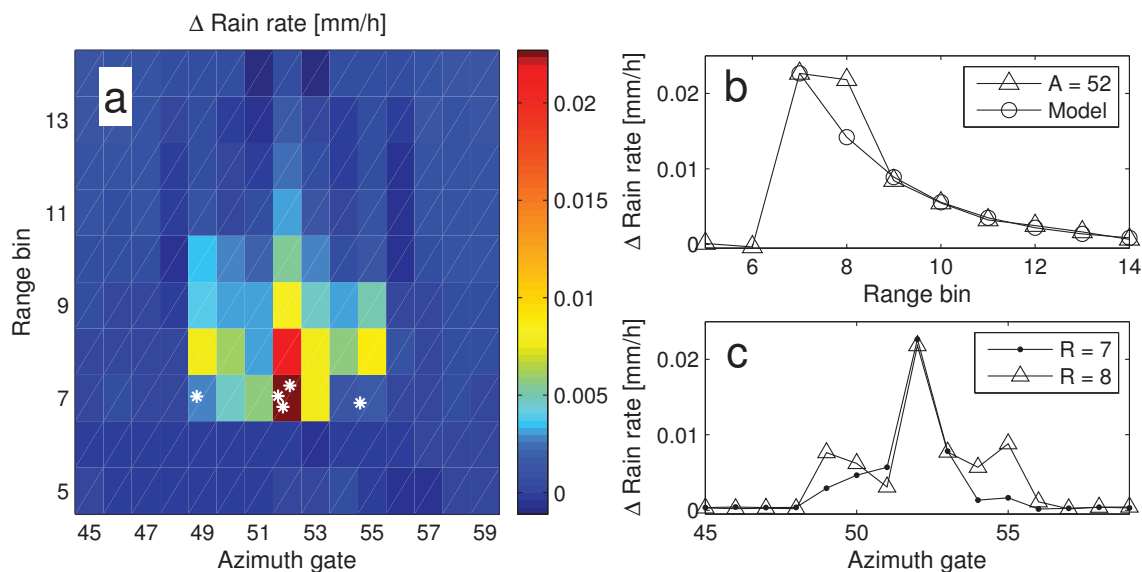 Δ Rain rate [mm/h]
a
13
11
9
7
5
Range bin
45 47 49 51 53 55 57 59
Azimuth gate
0.02
0.015
0.01
0.005
0
b
A = 52
Model
0.02
0.01
0
Δ Rain rate [mm/h]
6 8 10 12 14
Range bin
c
R = 7
R = 8
0.02
0.01
0
Δ Rain rate [mm/h]
45 50 55
Azimuth gate